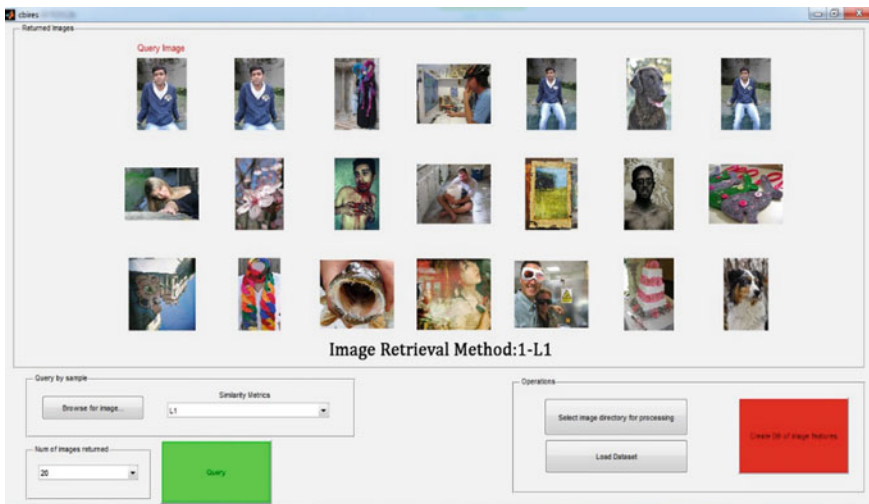 cbires
Returned Images
Query Image
Image Retrieval Method:1-L1
Query by sample
Browse for image...
Similarity Metrics
L1
Num of images returned
20
Query
Operations
Select image directory for processing
Load Dataset
Create DB of image features